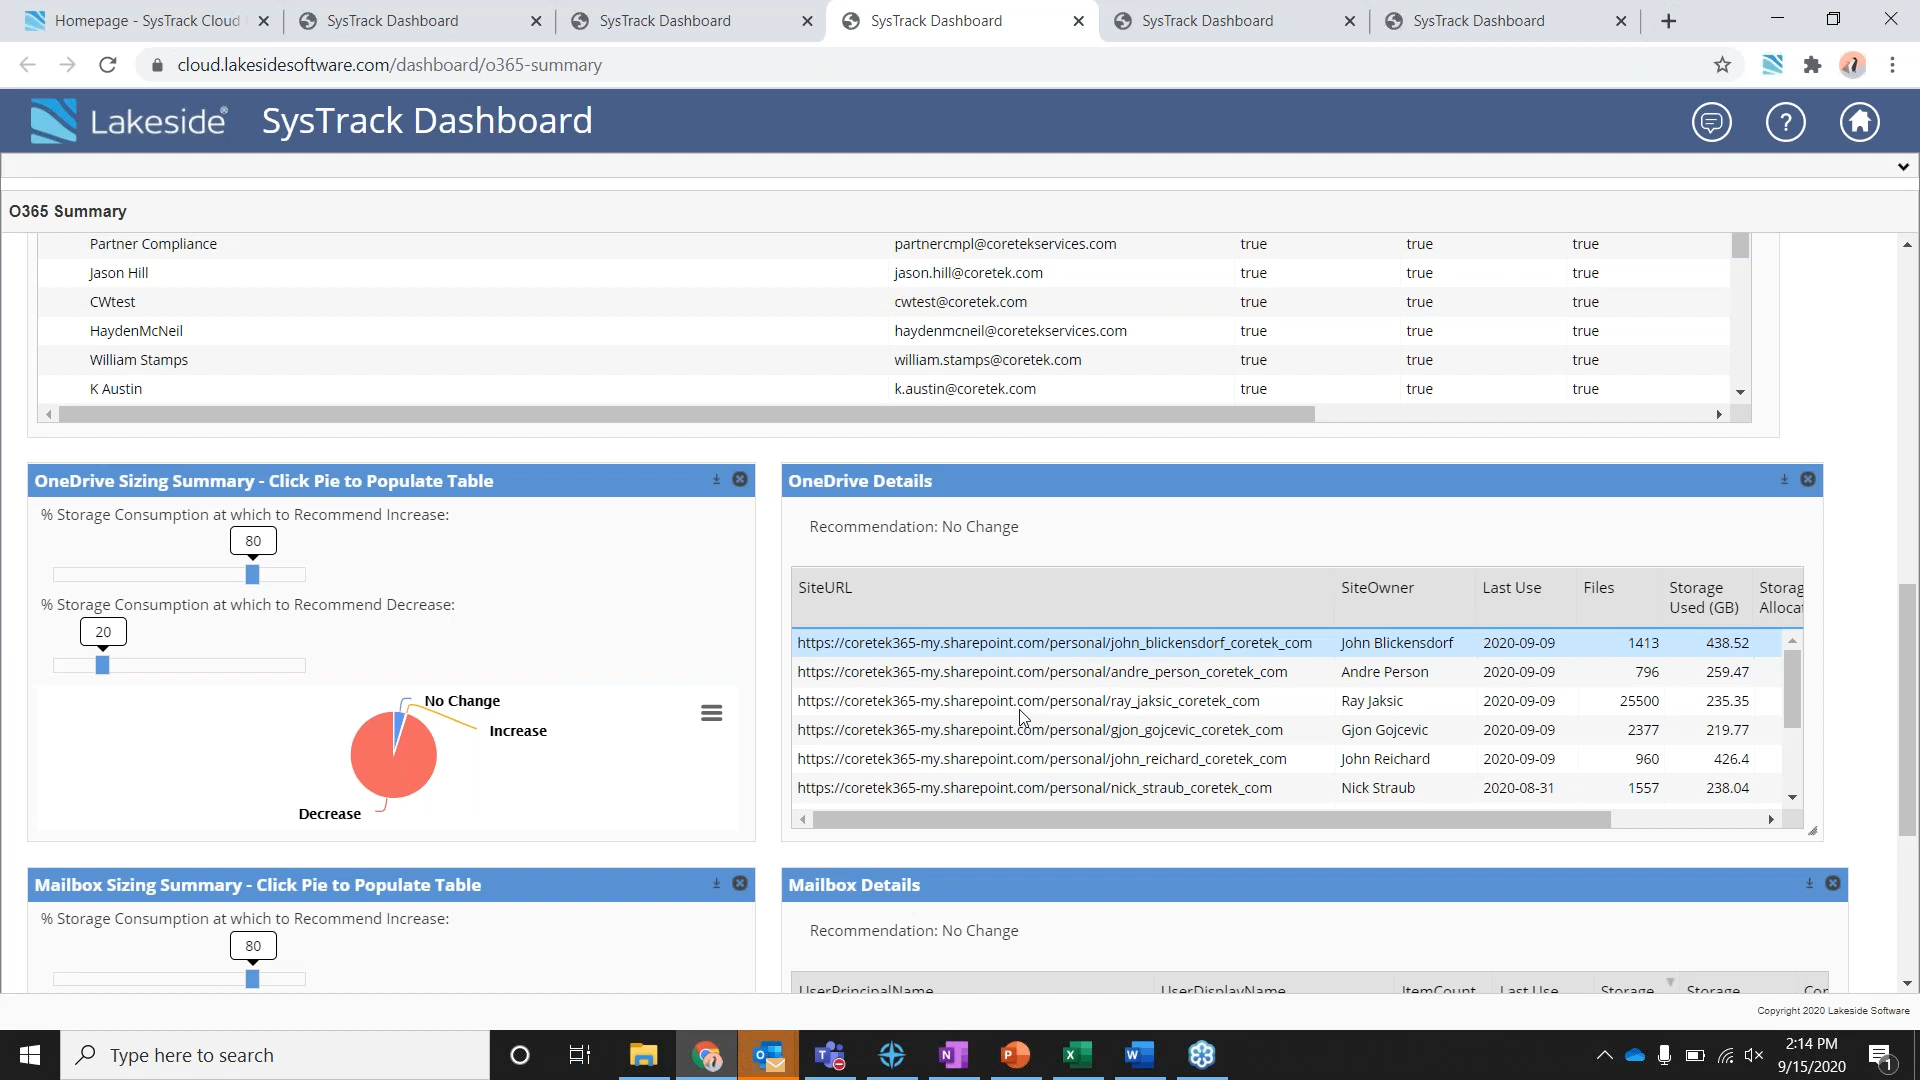 Homepage - SysTrack Cloud
SysTrack Dashboard
SysTrack Dashboard
SysTrack Dashboard
SysTrack Dashboard
SysTrack Dashboard
cloud.lakesidesoftware.com/dashboard/o365-summary
Lakeside® SysTrack Dashboard
?
O365 Summary
Partner Compliance partnercmpl@coretekservices.com true true true
Jason Hill jason.hill@coretek.com true true true
CWtest cwtest@coretek.com true true true
HaydenMcNeil haydenmcneil@coretekservices.com true true true
William Stamps william.stamps@coretek.com true true true
K Austin k.austin@coretek.com true true true
OneDrive Sizing Summary - Click Pie to Populate Table
% Storage Consumption at which to Recommend Increase:
80
% Storage Consumption at which to Recommend Decrease:
20
No Change
Increase
Decrease
OneDrive Details
Recommendation: No Change
SiteURL SiteOwner Last Use Files Storage Storag
Used (GB) Allocat
https://coretek365-my.sharepoint.com/personal/john_blickensdorf_coretek_com John Blickensdorf 2020-09-09 1413 438.52
https://coretek365-my.sharepoint.com/personal/andre_person_coretek_com Andre Person 2020-09-09 796 259.47
https://coretek365-my.sharepoint.com/personal/ray_jaksic_coretek_com Ray Jaksic 2020-09-09 25500 235.35
https://coretek365-my.sharepoint.com/personal/gjon_gojcevic_coretek_com Gjon Gojcevic 2020-09-09 2377 219.77
https://coretek365-my.sharepoint.com/personal/john_reichard_coretek_com John Reichard 2020-09-09 960 426.4
https://coretek365-my.sharepoint.com/personal/nick_straub_coretek_com Nick Straub 2020-08-31 1557 238.04
Mailbox Sizing Summary - Click Pie to Populate Table
% Storage Consumption at which to Recommend Increase:
80
Mailbox Details
Recommendation: No Change
UserPrincipalName UserDisplayName ItemCount Last Use Storage Storage
Copyright 2020 Lakeside Software
Type here to search
2:14 PM
9/15/2020
1